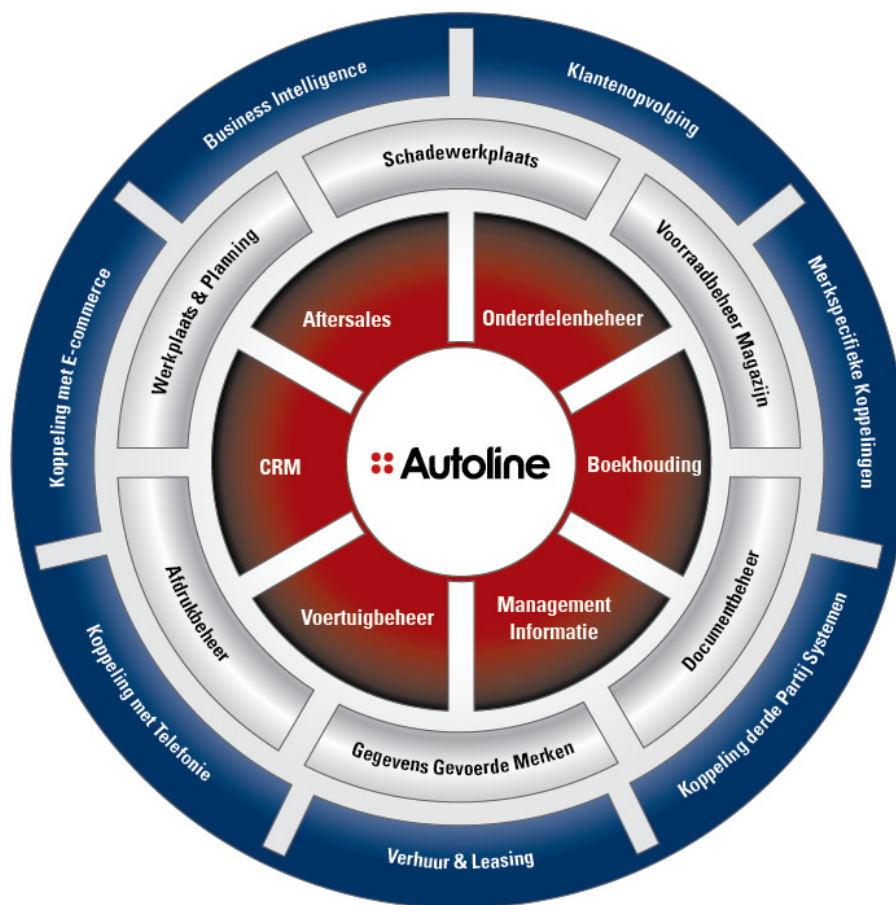 Business Intelligence
Klantenopvolging
Merkspecifieke Koppelingen
Koppeling derde Partij Systemen
Verhuur & Leasing
Koppeling met Telefonie
Koppeling met E-commerce
Schadewerkplaats
Voorraadbeheer Magazijn
Documentbeheer
Gegevens Gevoerde Merken
Afdrukbeheer
Werkplaats & Planning
Aftersales
Onderdelenbeheer
Boekhouding
Management
Informatie
Voertuigbeheer
CRM
Autoline